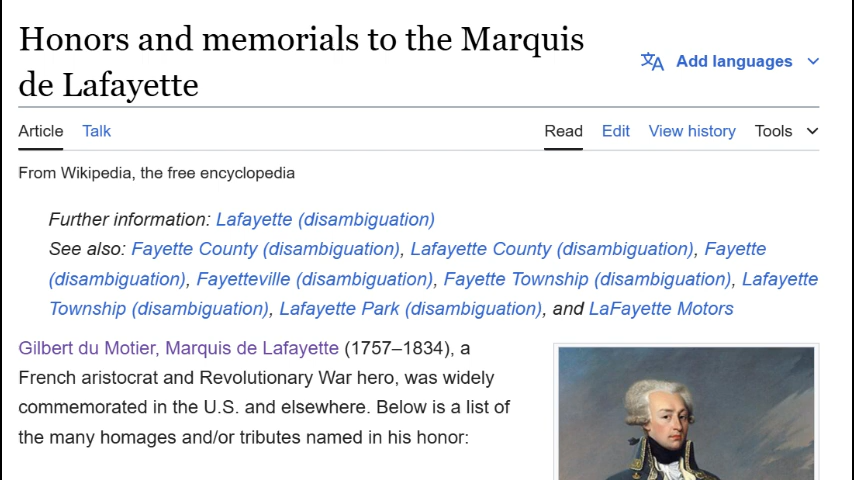 Honors and memorials to the Marquis
de Lafayette
Add languages
Article Talk Read Edit View history Tools
From Wikipedia, the free encyclopedia
Further information: Lafayette (disambiguation)
See also: Fayette County (disambiguation), Lafayette County (disambiguation), Fayette
(disambiguation), Fayetteville (disambiguation), Fayette Township (disambiguation), Lafayette
Township (disambiguation), Lafayette Park (disambiguation), and LaFayette Motors
Gilbert du Motier, Marquis de Lafayette (1757–1834), a
French aristocrat and Revolutionary War hero, was widely
commemorated in the U.S. and elsewhere. Below is a list of
the many homages and/or tributes named in his honor: